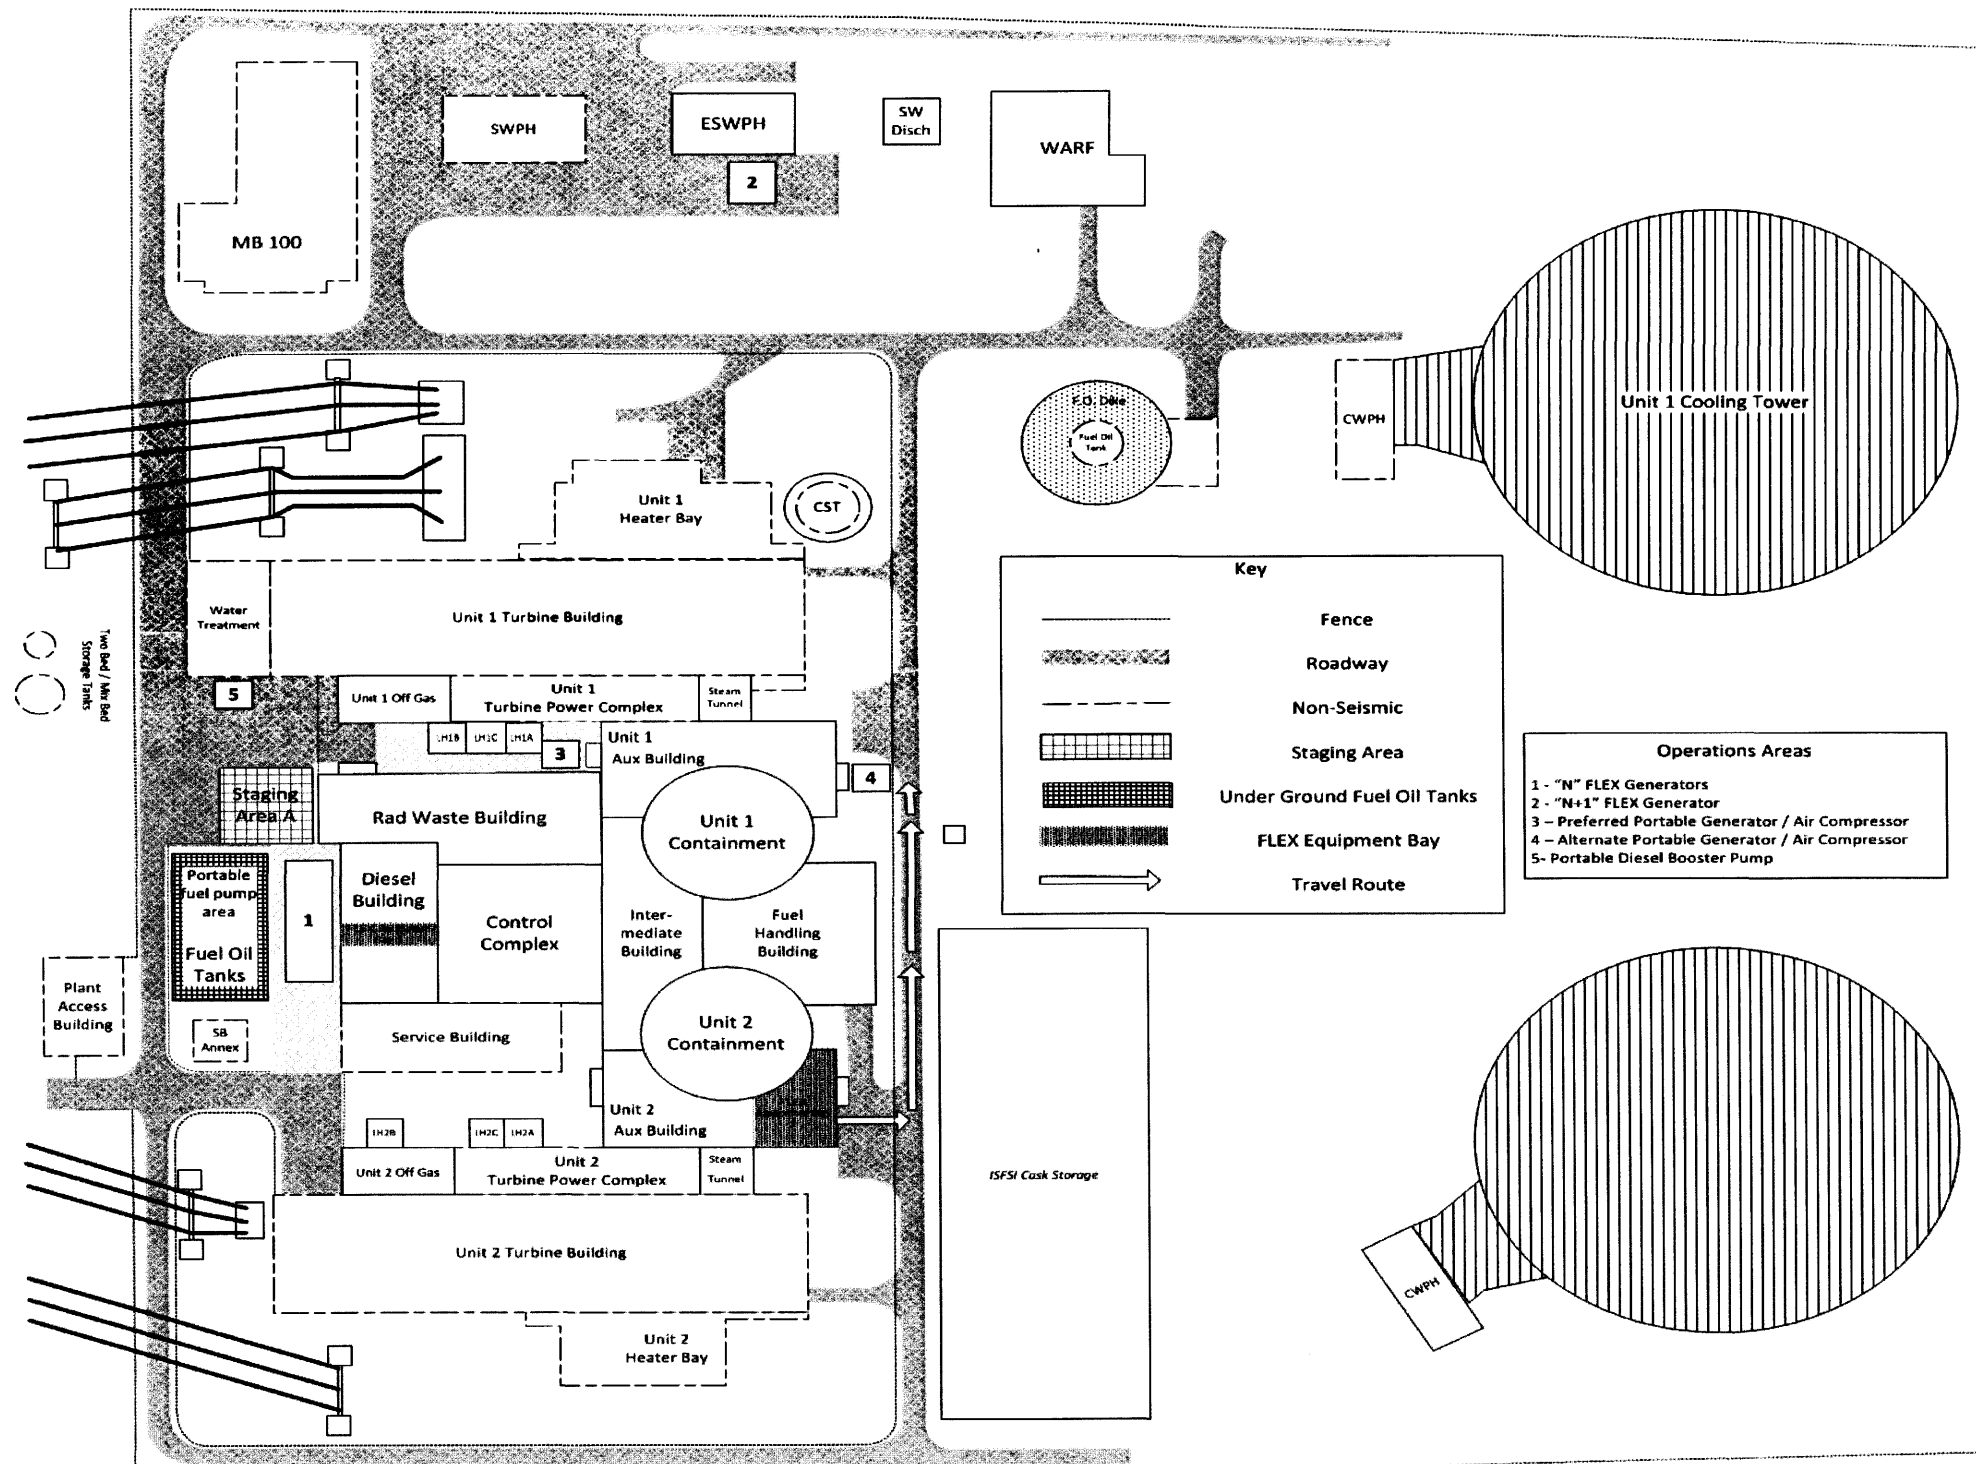 SWPH
ESWPH
SW
Disch
WARF
2
MB 100
Unit 1 Cooling Tower
CWPH
F.O. Dike
Fuel Oil
Tank
Unit 1
Heater Bay
CST
Water
Treatment
Unit 1 Turbine Building
Two Bed / Mix Bed
Storage Tanks
5
Unit 1 Off Gas
Unit 1
Turbine Power Complex
Steam
Tunnel
LH1B
LH1C
LH1A
3
Unit 1
Aux Building
4
Staging
Area A
Rad Waste Building
Unit 1
Containment
Portable
fuel pump
area
Fuel Oil
Tanks
1
Diesel
Building
Control
Complex
Inter-
mediate
Building
Fuel
Handling
Building
Plant
Access
Building
SB
Annex
Service Building
Unit 2
Containment
Unit 2
Aux Building
LH2B
LH2C
LH2A
Unit 2 Off Gas
Unit 2
Turbine Power Complex
Steam
Tunnel
Unit 2 Turbine Building
Unit 2
Heater Bay
ISFSI Cask Storage
CWPH
Key
Fence
Roadway
Non-Seismic
Staging Area
Under Ground Fuel Oil Tanks
FLEX Equipment Bay
Travel Route
Operations Areas
1 - "N" FLEX Generators
2 - "N+1" FLEX Generator
3 – Preferred Portable Generator / Air Compressor
4 – Alternate Portable Generator / Air Compressor
5- Portable Diesel Booster Pump